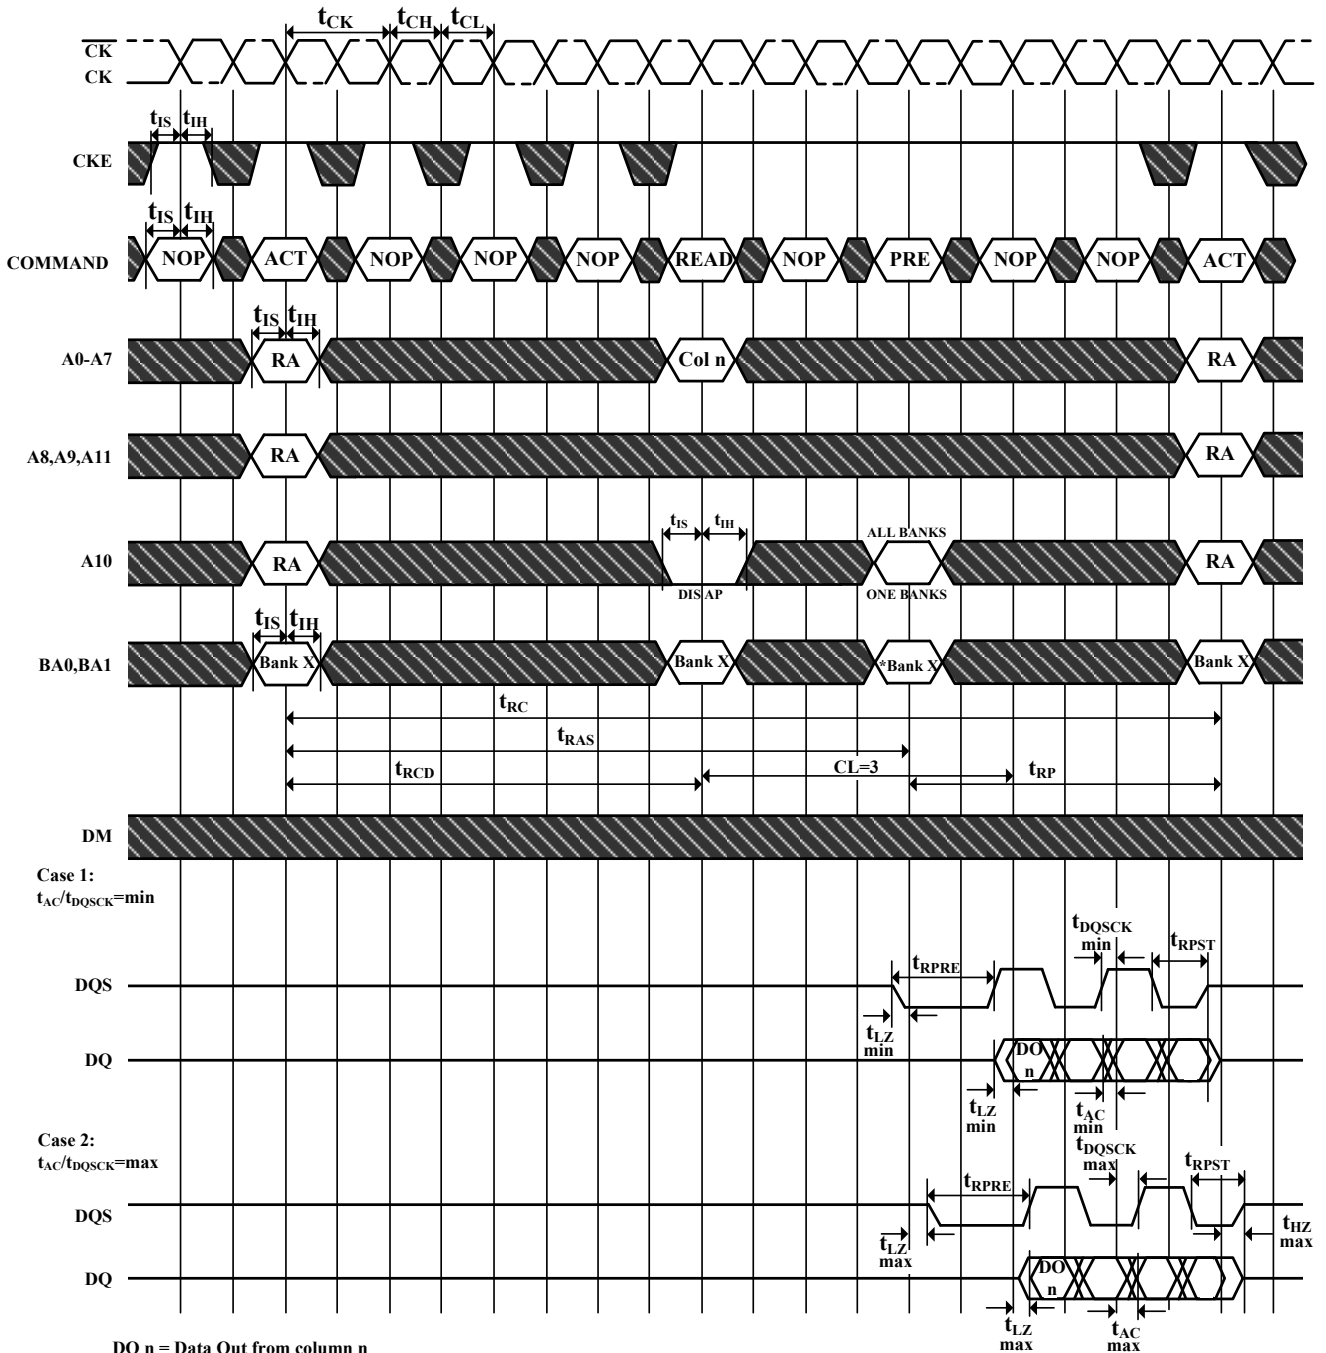 tCK tCH tCL
CK
CK
tIS tIH
CKE
tIS tIH
COMMAND NOP ACT NOP NOP NOP READ NOP PRE NOP NOP ACT
tIS tIH
A0-A7 RA Col n RA
A8,A9,A11 RA RA
tIS tIH ALL BANKS
A10 RA RA
DIS AP ONE BANKS
tIS tIH
BA0,BA1 Bank X Bank X *Bank X Bank X
tRC
tRAS
tRCD CL=3 tRP
DM
Case 1:
tAC/tDQSCK=min
tDQSCK
min
tRPST
tRPRE
DQS
tLZ
min
DQ DO
n
tLZ
min
tAC
min
Case 2:
tAC/tDQSCK=max
tDQSCK
max
tRPST
tRPRE
DQS
tLZ
max
tHZ
max
DQ DO
n
tLZ
max
tAC
max
DO n = Data Out from column n